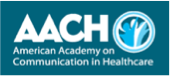 AACH
American Academy on
Communication in Healthcare